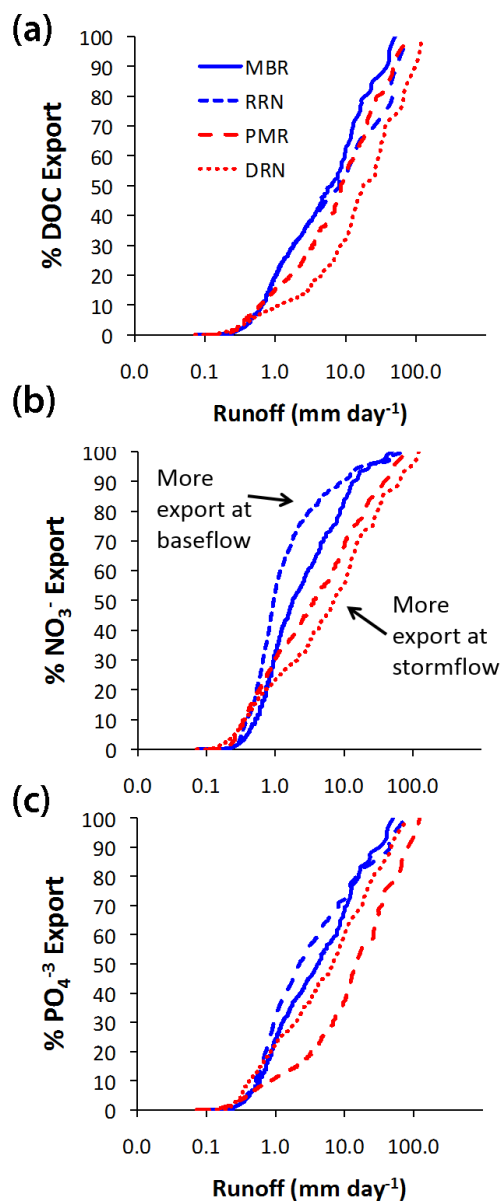 (a)
% DOC Export
100
90
80
70
60
50
40
30
20
10
0
MBR
RRN
PMR
DRN
0.0 0.1 1.0 10.0 100.0
Runoff (mm day⁻¹)
(b)
% NO₃⁻ Export
100
90
80
70
60
50
40
30
20
10
0
More
export at
baseflow
More
export at
stormflow
0.0 0.1 1.0 10.0 100.0
(c)
% PO₄⁻³ Export
100
90
80
70
60
50
40
30
20
10
0
0.0 0.1 1.0 10.0 100.0
Runoff (mm day⁻¹)